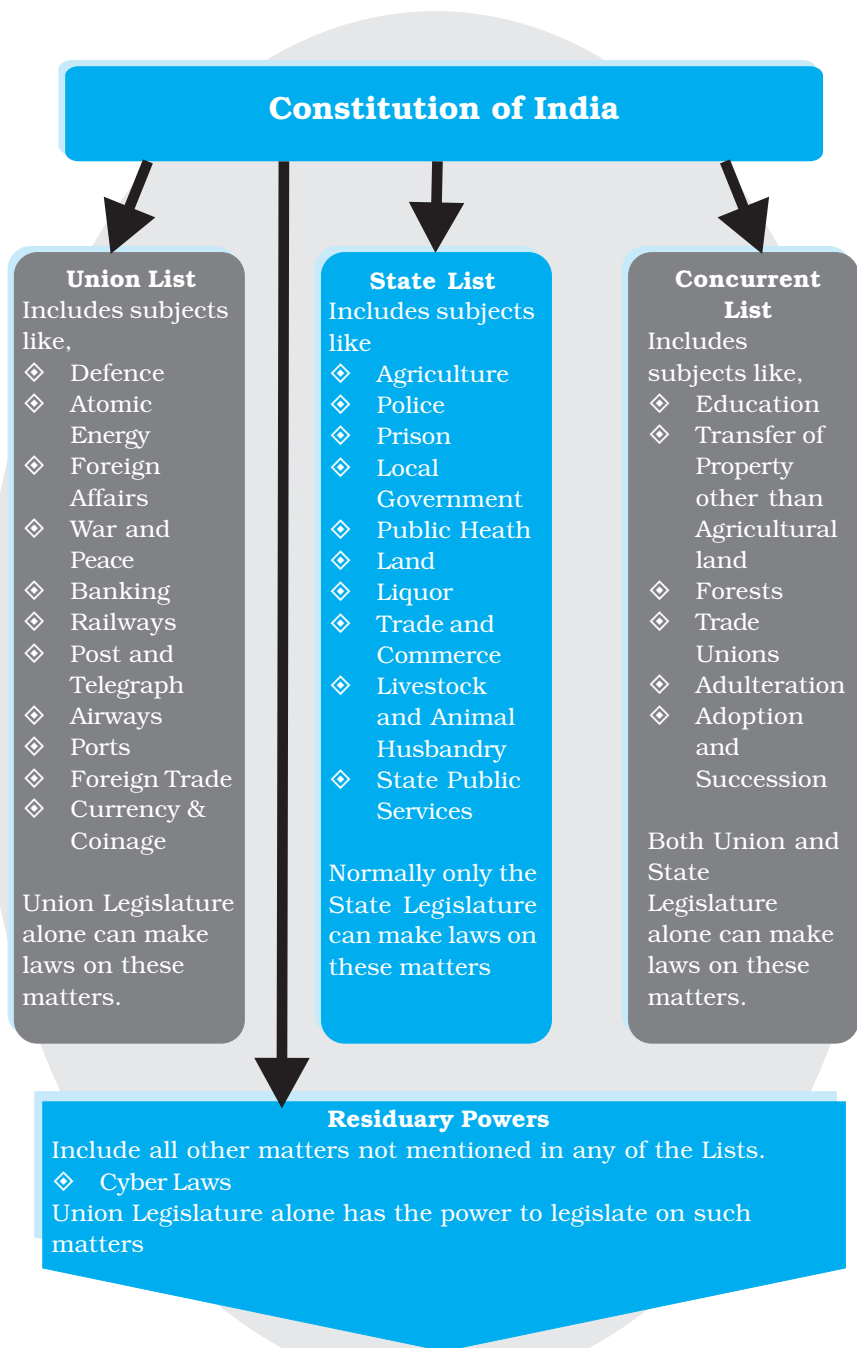 Constitution of India
Union List
Includes subjects
like,
◈ Defence
◈ Atomic
Energy
◈ Foreign
Affairs
◈ War and
Peace
◈ Banking
◈ Railways
◈ Post and
Telegraph
◈ Airways
◈ Ports
◈ Foreign Trade
◈ Currency &
Coinage
Union Legislature
alone can make
laws on these
matters.
State List
Includes subjects
like
◈ Agriculture
◈ Police
◈ Prison
◈ Local
Government
◈ Public Heath
◈ Land
◈ Liquor
◈ Trade and
Commerce
◈ Livestock
and Animal
Husbandry
◈ State Public
Services
Normally only the
State Legislature
can make laws on
these matters
Concurrent
List
Includes
subjects like,
◈ Education
◈ Transfer of
Property
other than
Agricultural
land
◈ Forests
◈ Trade
Unions
◈ Adulteration
◈ Adoption
and
Succession
Both Union and
State
Legislature
alone can make
laws on these
matters.
Residuary Powers
Include all other matters not mentioned in any of the Lists.
◈ Cyber Laws
Union Legislature alone has the power to legislate on such
matters